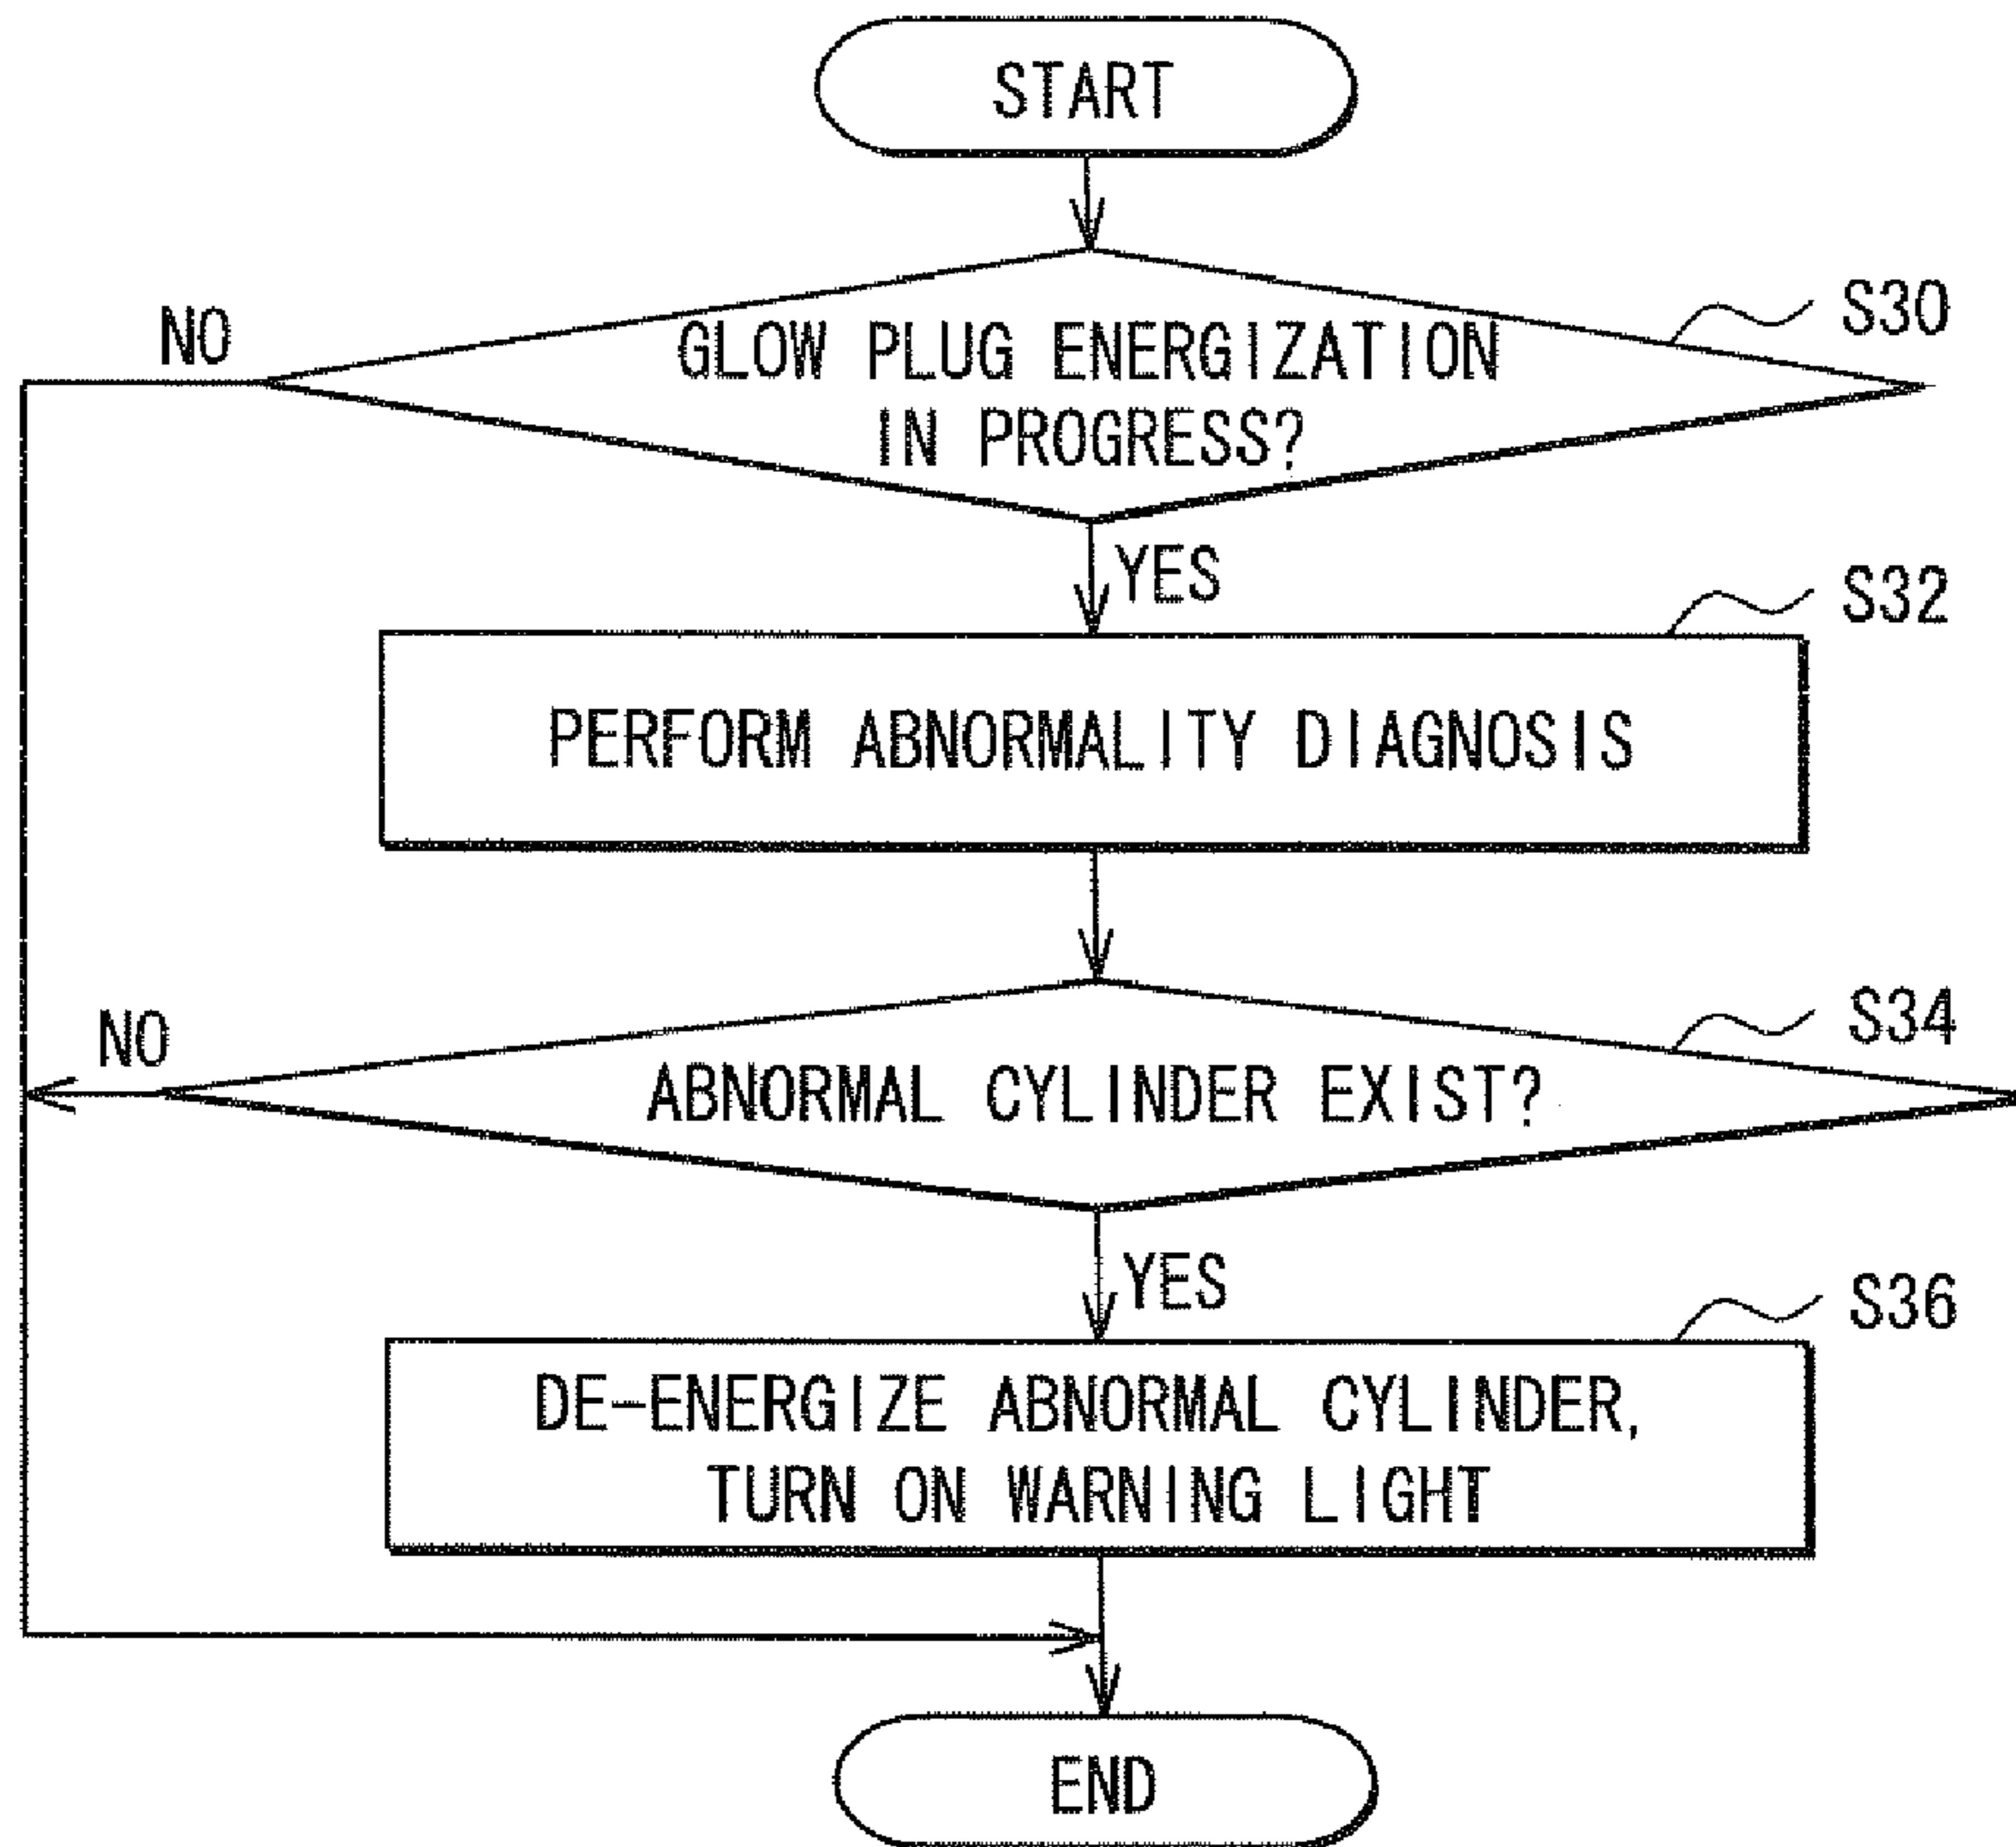 START
NO
S30
GLOW PLUG ENERGIZATION
IN PROGRESS?
YES
S32
PERFORM ABNORMALITY DIAGNOSIS
NO
S34
ABNORMAL CYLINDER EXIST?
YES
S36
DE-ENERGIZE ABNORMAL CYLINDER,
TURN ON WARNING LIGHT
END